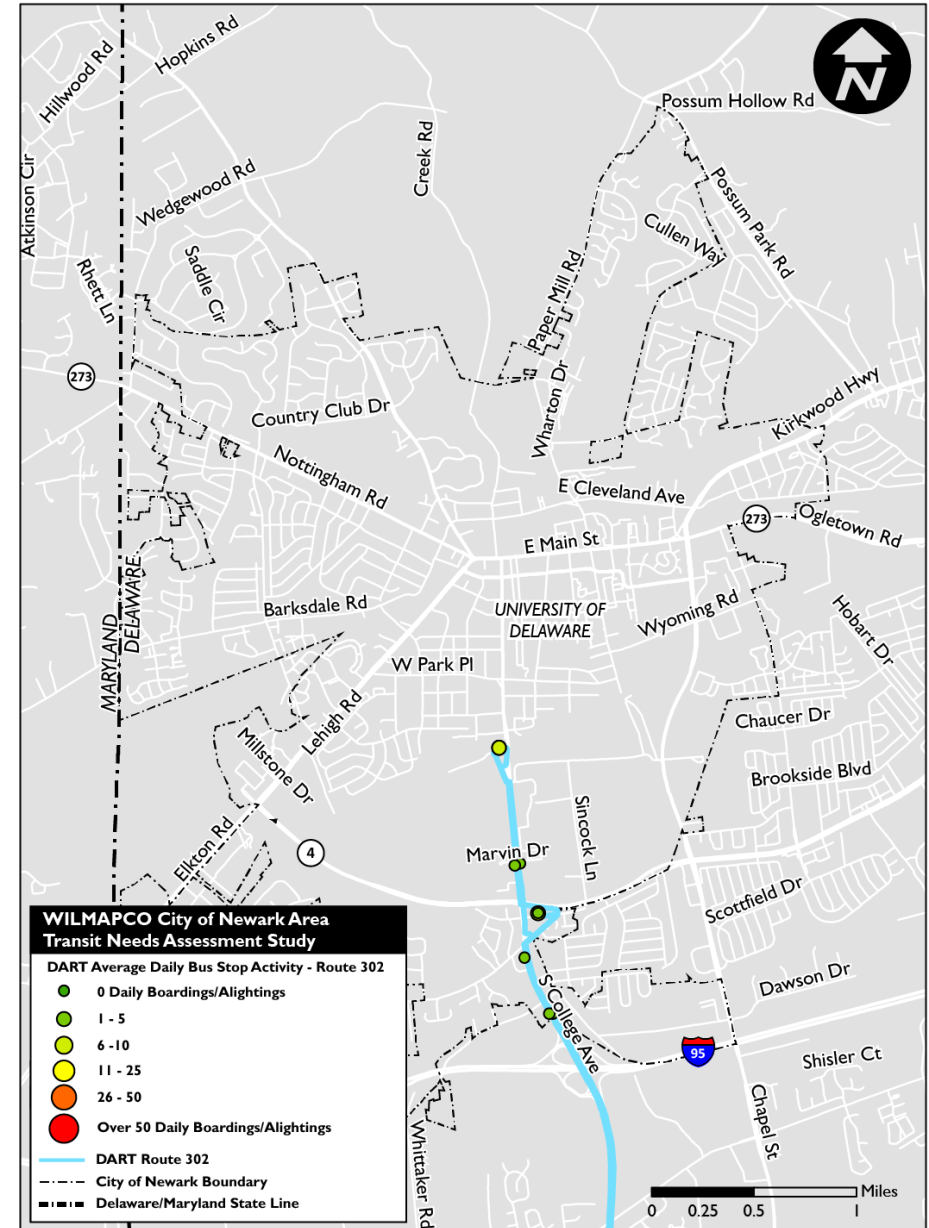 Hillwood Rd
Hopkins Rd
N
Possum Hollow Rd
Creek Rd
Atkinson Cir
Wedgewood Rd
Possum Park Rd
Cullen Way
Saddle Cir
Rhett Ln
Paper Mill Rd
273
Wharton Dr
Kirkwood Hwy
Country Club Dr
Nottingham Rd
E Cleveland Ave
273
Ogletown Rd
E Main St
MARYLAND
DELAWARE
Barksdale Rd
UNIVERSITY OF
DELAWARE
Wyoming Rd
Hobart Dr
W Park Pl
Lehigh Rd
Chaucer Dr
Millstone Dr
Brookside Blvd
Sincock Ln
Elkton Rd
4
Marvin Dr
Scottfield Dr
S College Ave
Dawson Dr
95
Shisler Ct
Chapel St
Whittaker Rd
WILMAPCO City of Newark Area
Transit Needs Assessment Study
DART Average Daily Bus Stop Activity - Route 302
0 Daily Boardings/Alightings
1 - 5
6 -10
11 - 25
26 - 50
Over 50 Daily Boardings/Alightings
DART Route 302
City of Newark Boundary
Delaware/Maryland State Line
Miles
0 0.25 0.5 1